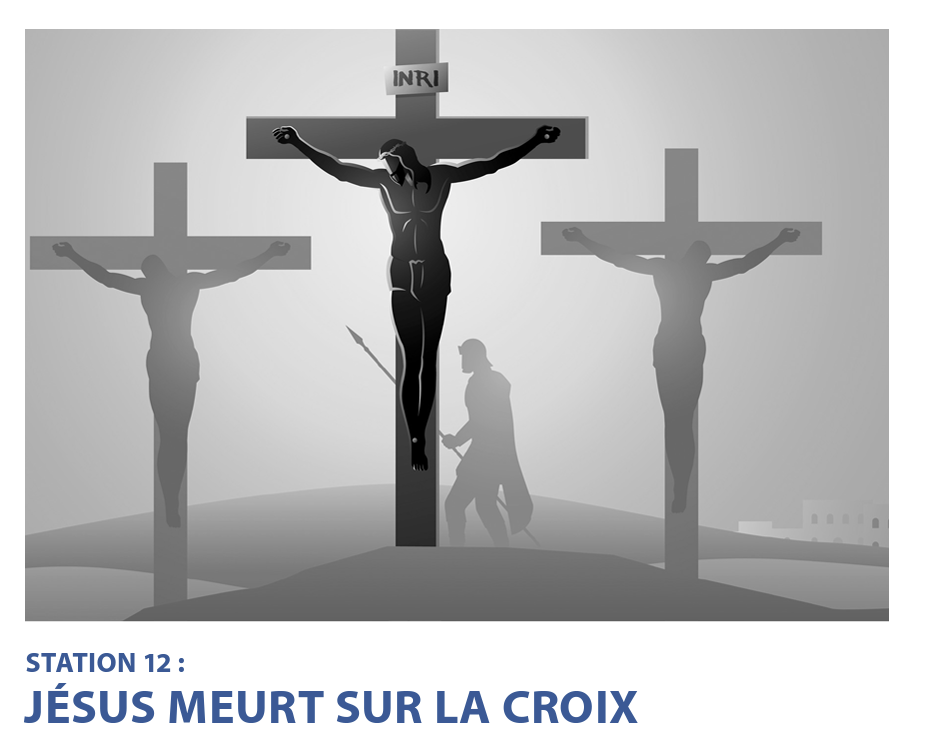 INRI
STATION 12 :
JÉSUS MEURT SUR LA CROIX